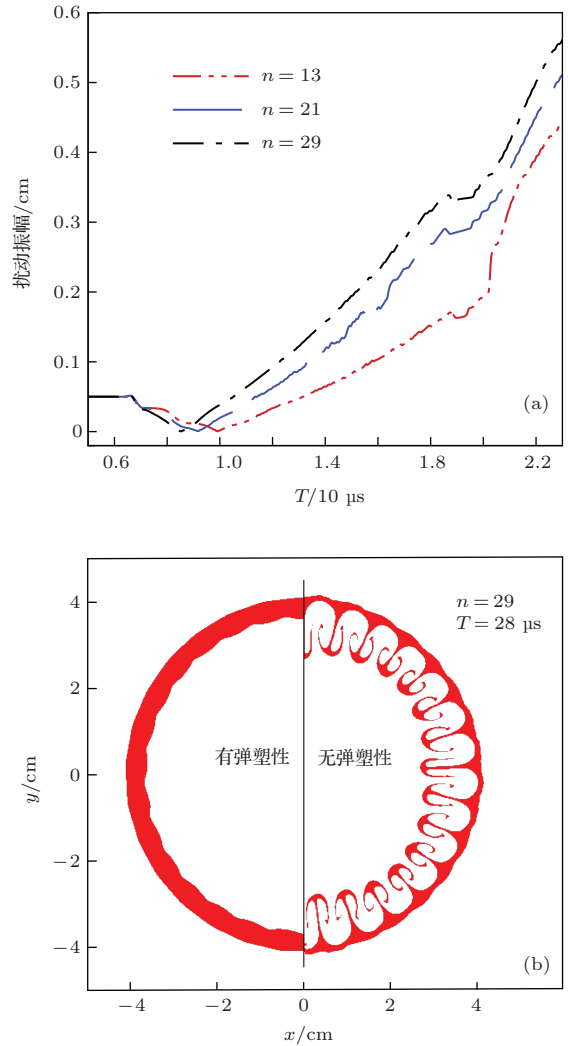 0.6
0.5
0.4
0.3
0.2
0.1
0
扰动振幅/cm
n = 13
n = 21
n = 29
(a)
0.6 1.0 1.4 1.8 2.2
T/10 μs
4
2
0
−2
−4
y/cm
n = 29
T = 28 μs
有弹塑性 无弹塑性
(b)
−4 −2 0 2 4
x/cm